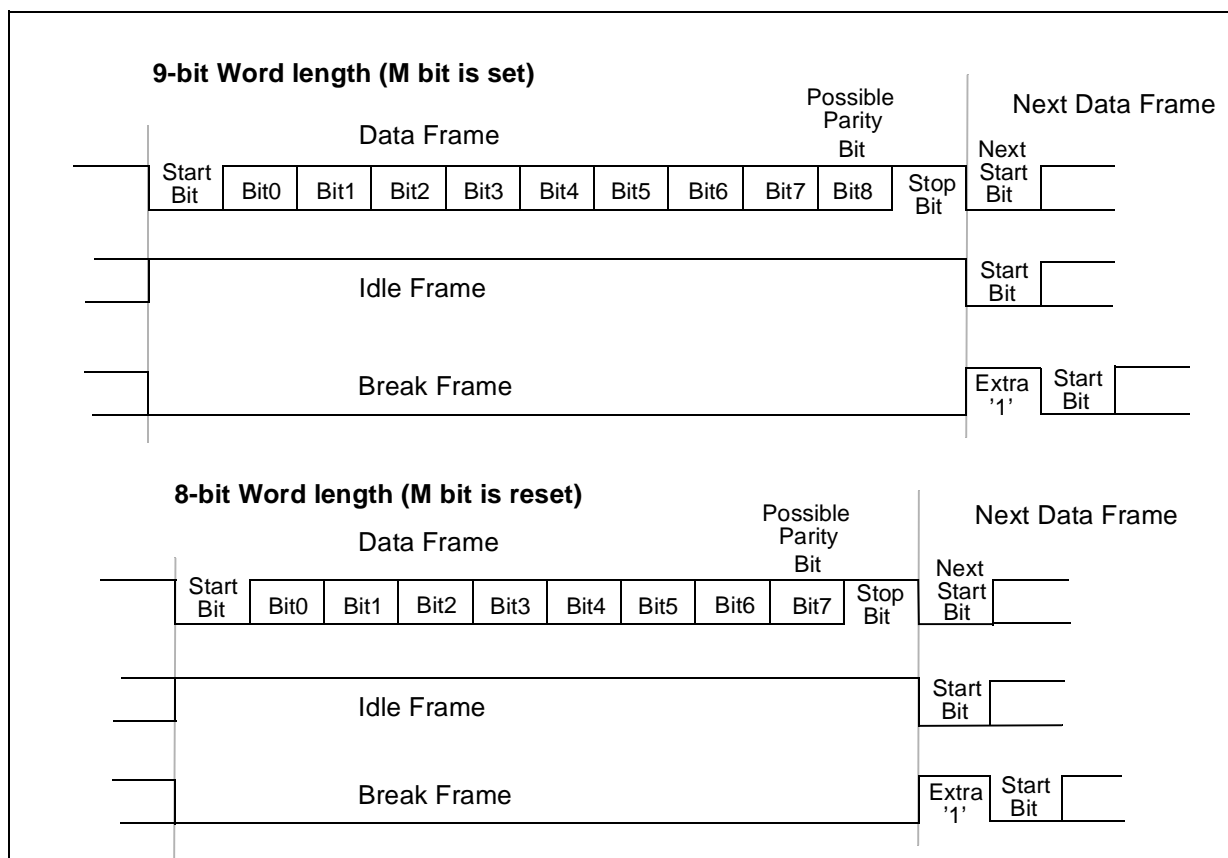 9-bit Word length (M bit is set)
Possible
Parity
Bit
Next Data Frame
Data Frame
Start
Bit
Bit0
Bit1
Bit2
Bit3
Bit4
Bit5
Bit6
Bit7
Bit8
Stop
Bit
Next
Start
Bit
Idle Frame
Start
Bit
Break Frame
Extra
'1'
Start
Bit
8-bit Word length (M bit is reset)
Possible
Parity
Bit
Next Data Frame
Data Frame
Start
Bit
Bit0
Bit1
Bit2
Bit3
Bit4
Bit5
Bit6
Bit7
Stop
Bit
Next
Start
Bit
Idle Frame
Start
Bit
Break Frame
Extra
'1'
Start
Bit